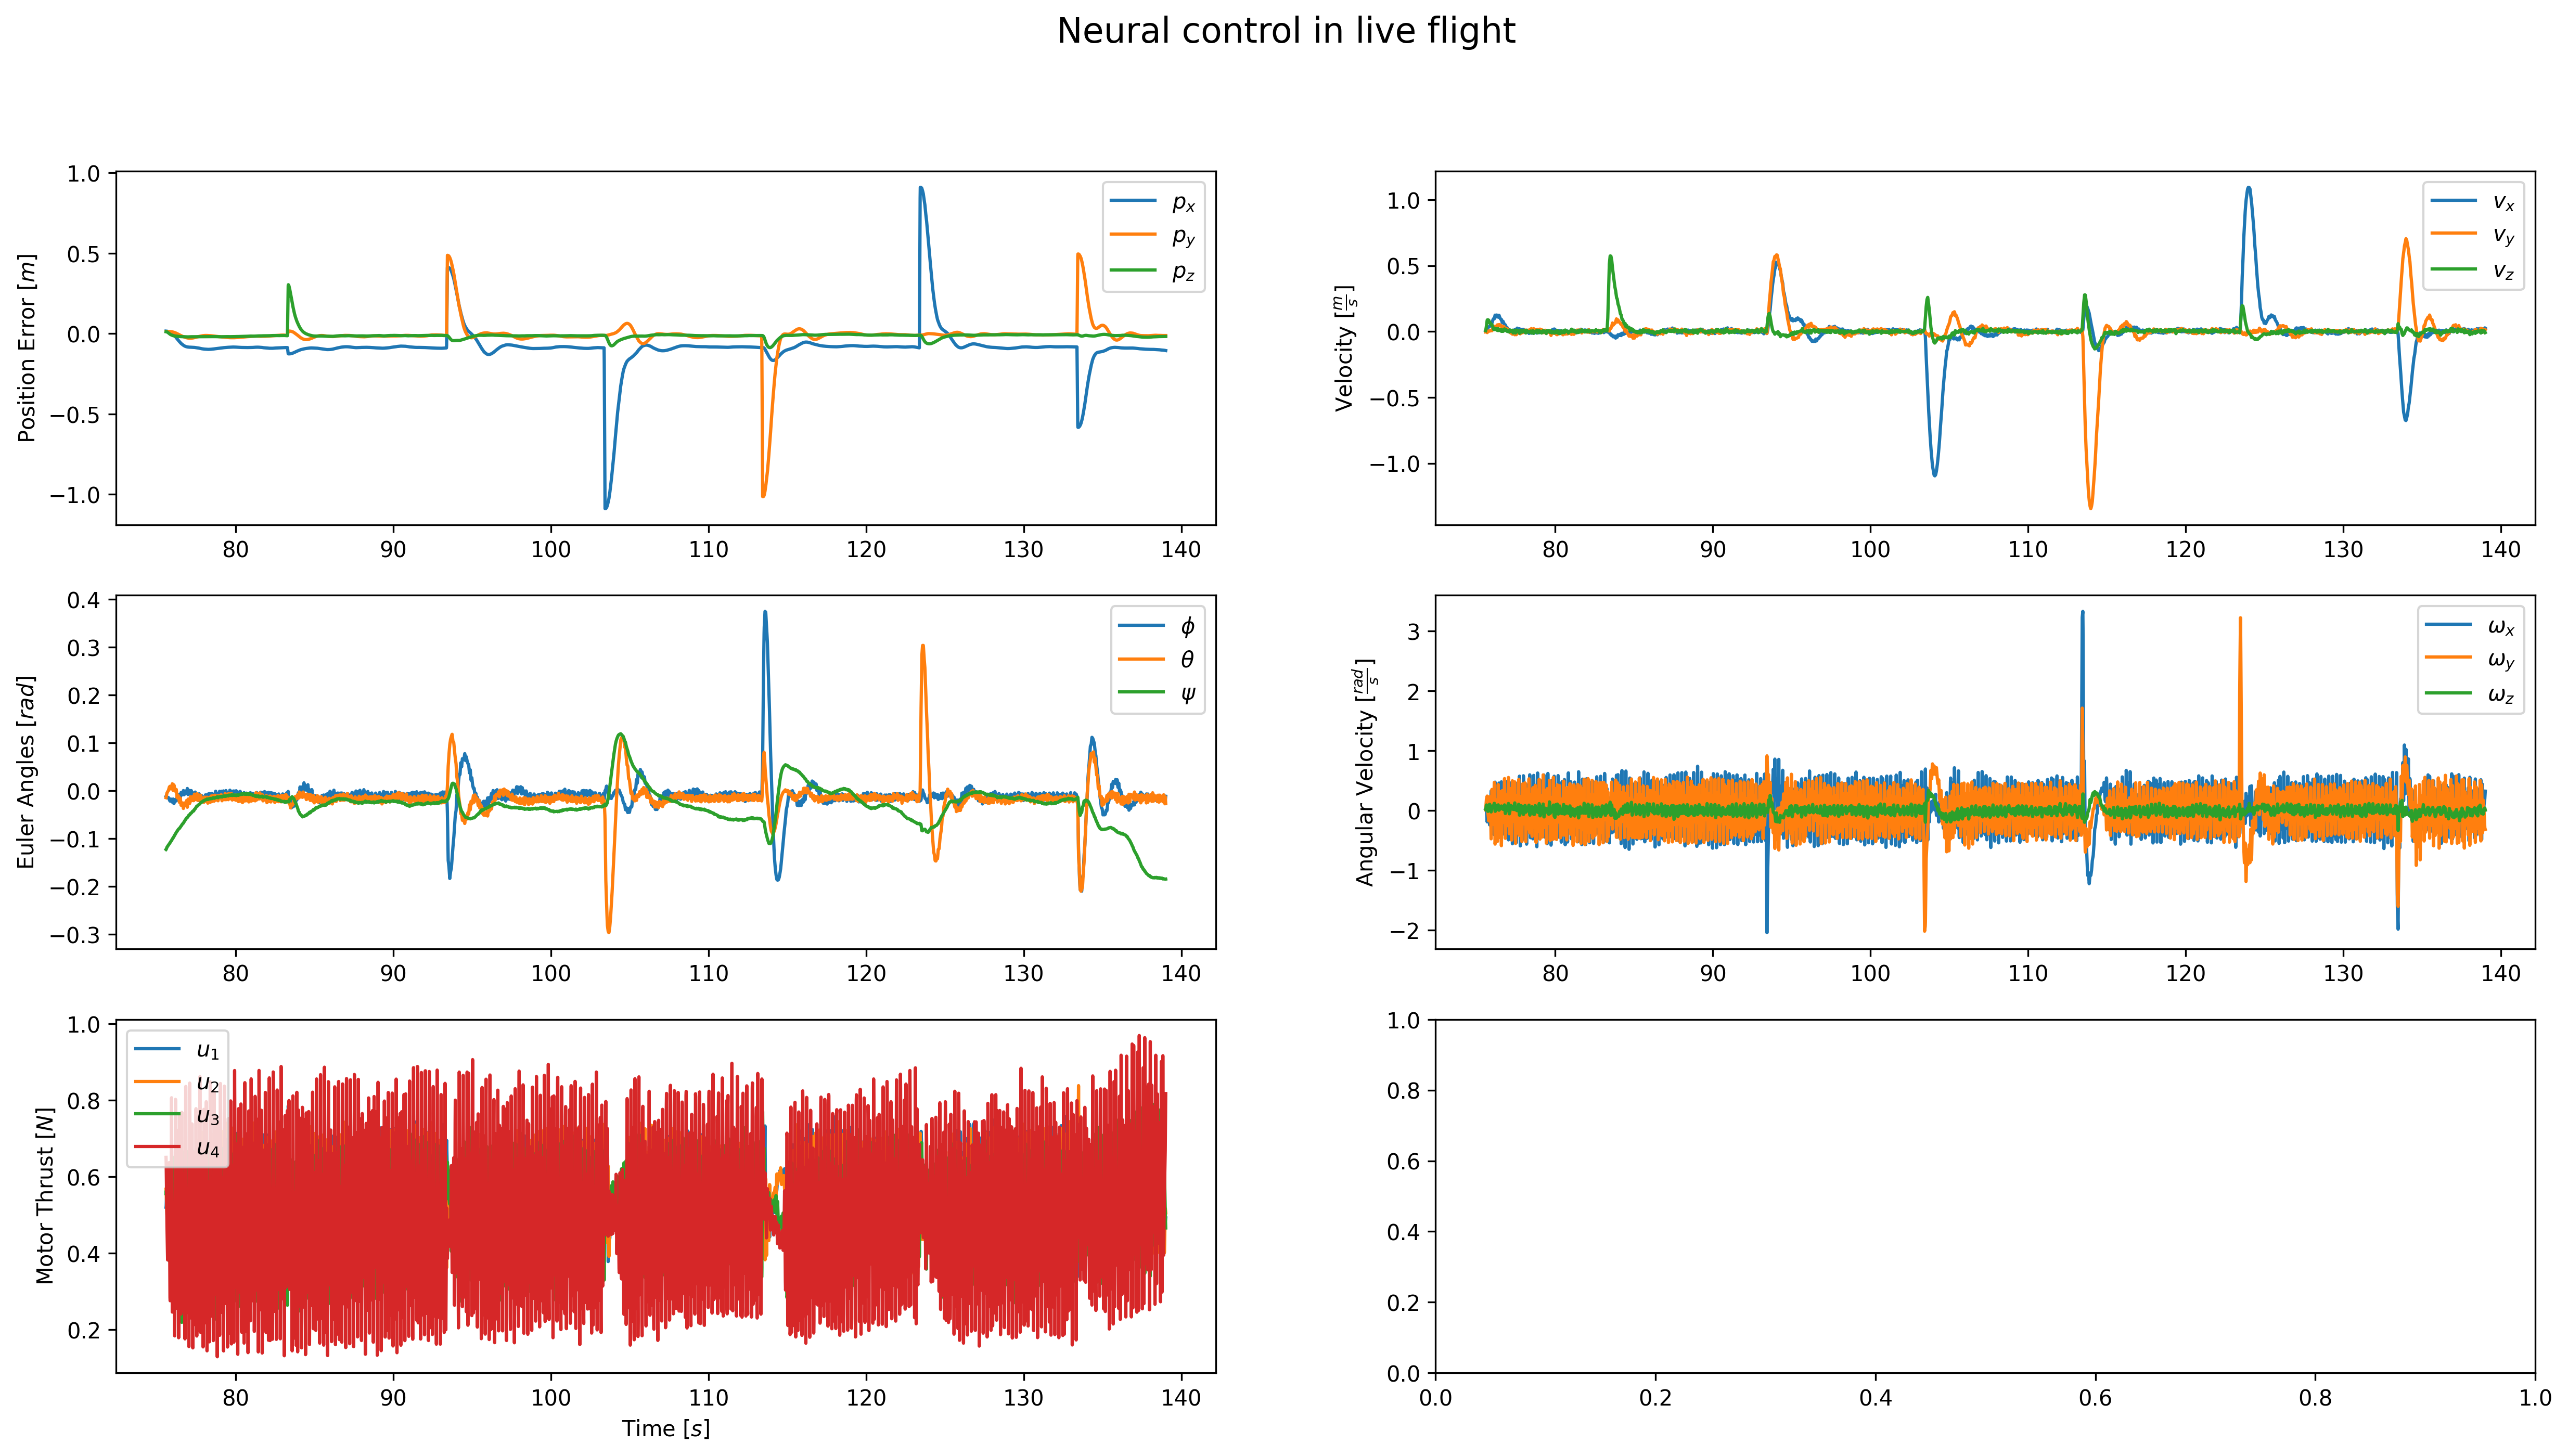 Neural control in live flight
Position Error [m]
1.0
0.5
0.0
−0.5
−1.0
p_x
p_y
p_z
80 90 100 110 120 130 140
Velocity [m/s]
1.0
0.5
0.0
−0.5
−1.0
v_x
v_y
v_z
80 90 100 110 120 130 140
Euler Angles [rad]
0.4
0.3
0.2
0.1
0.0
−0.1
−0.2
−0.3
ϕ
θ
ψ
80 90 100 110 120 130 140
Angular Velocity [rad/s]
3
2
1
0
−1
−2
ω_x
ω_y
ω_z
80 90 100 110 120 130 140
Motor Thrust [N]
1.0
0.8
0.6
0.4
0.2
u_1
u_2
u_3
u_4
80 90 100 110 120 130 140
Time [s]
1.0
0.8
0.6
0.4
0.2
0.0
0.0 0.2 0.4 0.6 0.8 1.0